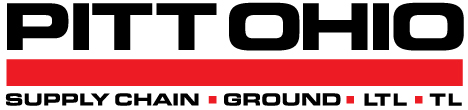 PITT OHIO
SUPPLY CHAIN ▪ GROUND ▪ LTL ▪ TL